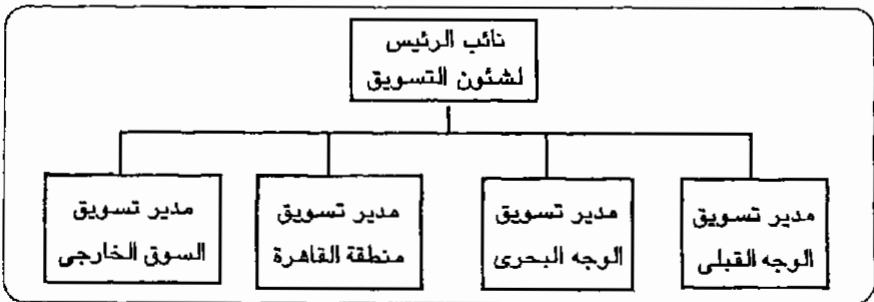 نائب الرئيس
لشئون التسويق
مدير تسويق
الوجه القبلى
مدير تسويق
الوجه البحرى
مدير تسويق
منطقة القاهرة
مدير تسويق
السوق الخارجى